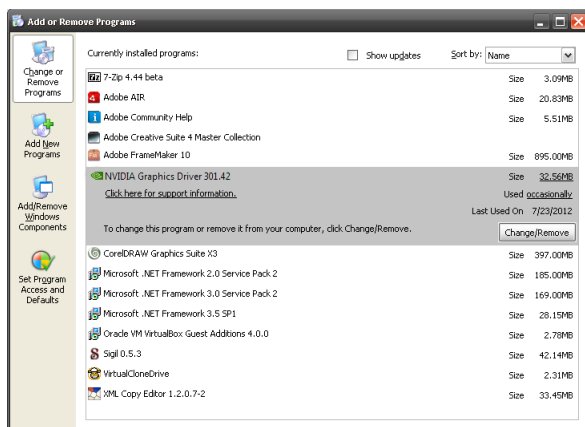 Add or Remove Programs
Change or
Remove
Programs
Add New
Programs
Add/Remove
Windows
Components
Set Program
Access and
Defaults
Currently installed programs:
Show updates
Sort by: Name
7-Zip 4.44 beta Size 3.09MB
Adobe AIR Size 20.83MB
Adobe Community Help Size 5.51MB
Adobe Creative Suite 4 Master Collection
Adobe FrameMaker 10 Size 895.00MB
NVIDIA Graphics Driver 301.42 Size 32.56MB
Click here for support information. Used occasionally
Last Used On 7/23/2012
To change this program or remove it from your computer, click Change/Remove. Change/Remove
CorelDRAW Graphics Suite X3 Size 397.00MB
Microsoft .NET Framework 2.0 Service Pack 2 Size 185.00MB
Microsoft .NET Framework 3.0 Service Pack 2 Size 169.00MB
Microsoft .NET Framework 3.5 SP1 Size 28.15MB
Oracle VM VirtualBox Guest Additions 4.0.0 Size 2.78MB
Sigil 0.5.3 Size 42.14MB
VirtualCloneDrive Size 2.31MB
XML Copy Editor 1.2.0.7-2 Size 33.45MB